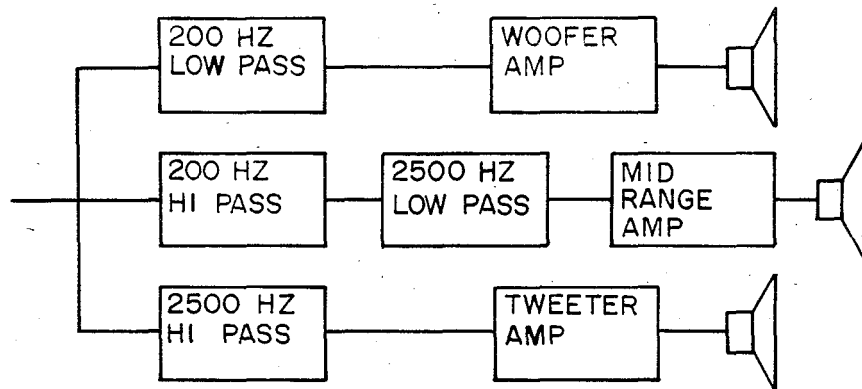 200 HZ
LOW PASS
WOOFER
AMP
200 HZ
HI PASS
2500 HZ
LOW PASS
MID
RANGE
AMP
2500 HZ
HI PASS
TWEETER
AMP